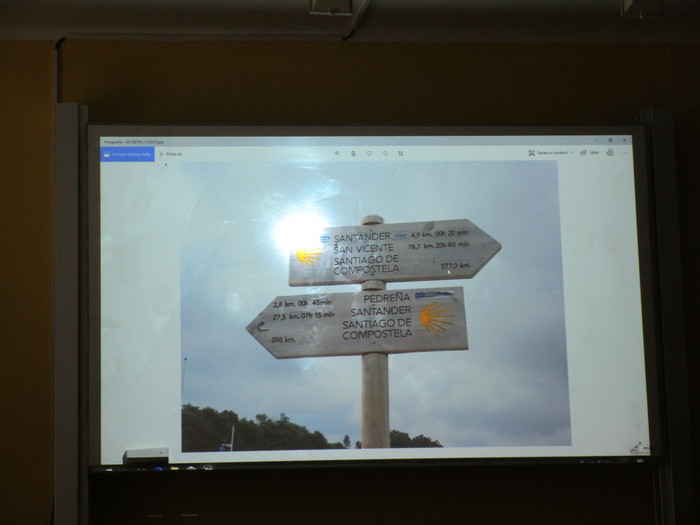 SANTANDER 4,9 km. 00h 20 min
SAN VICENTE 78,7 km. 20h 40 min
SANTIAGO DE
COMPOSTELA 577,0 km.
PEDREÑA
2,8 km. 00h 45min
SANTANDER
27,5 km. 07h 15 min
SANTIAGO DE
COMPOSTELA
596 km.